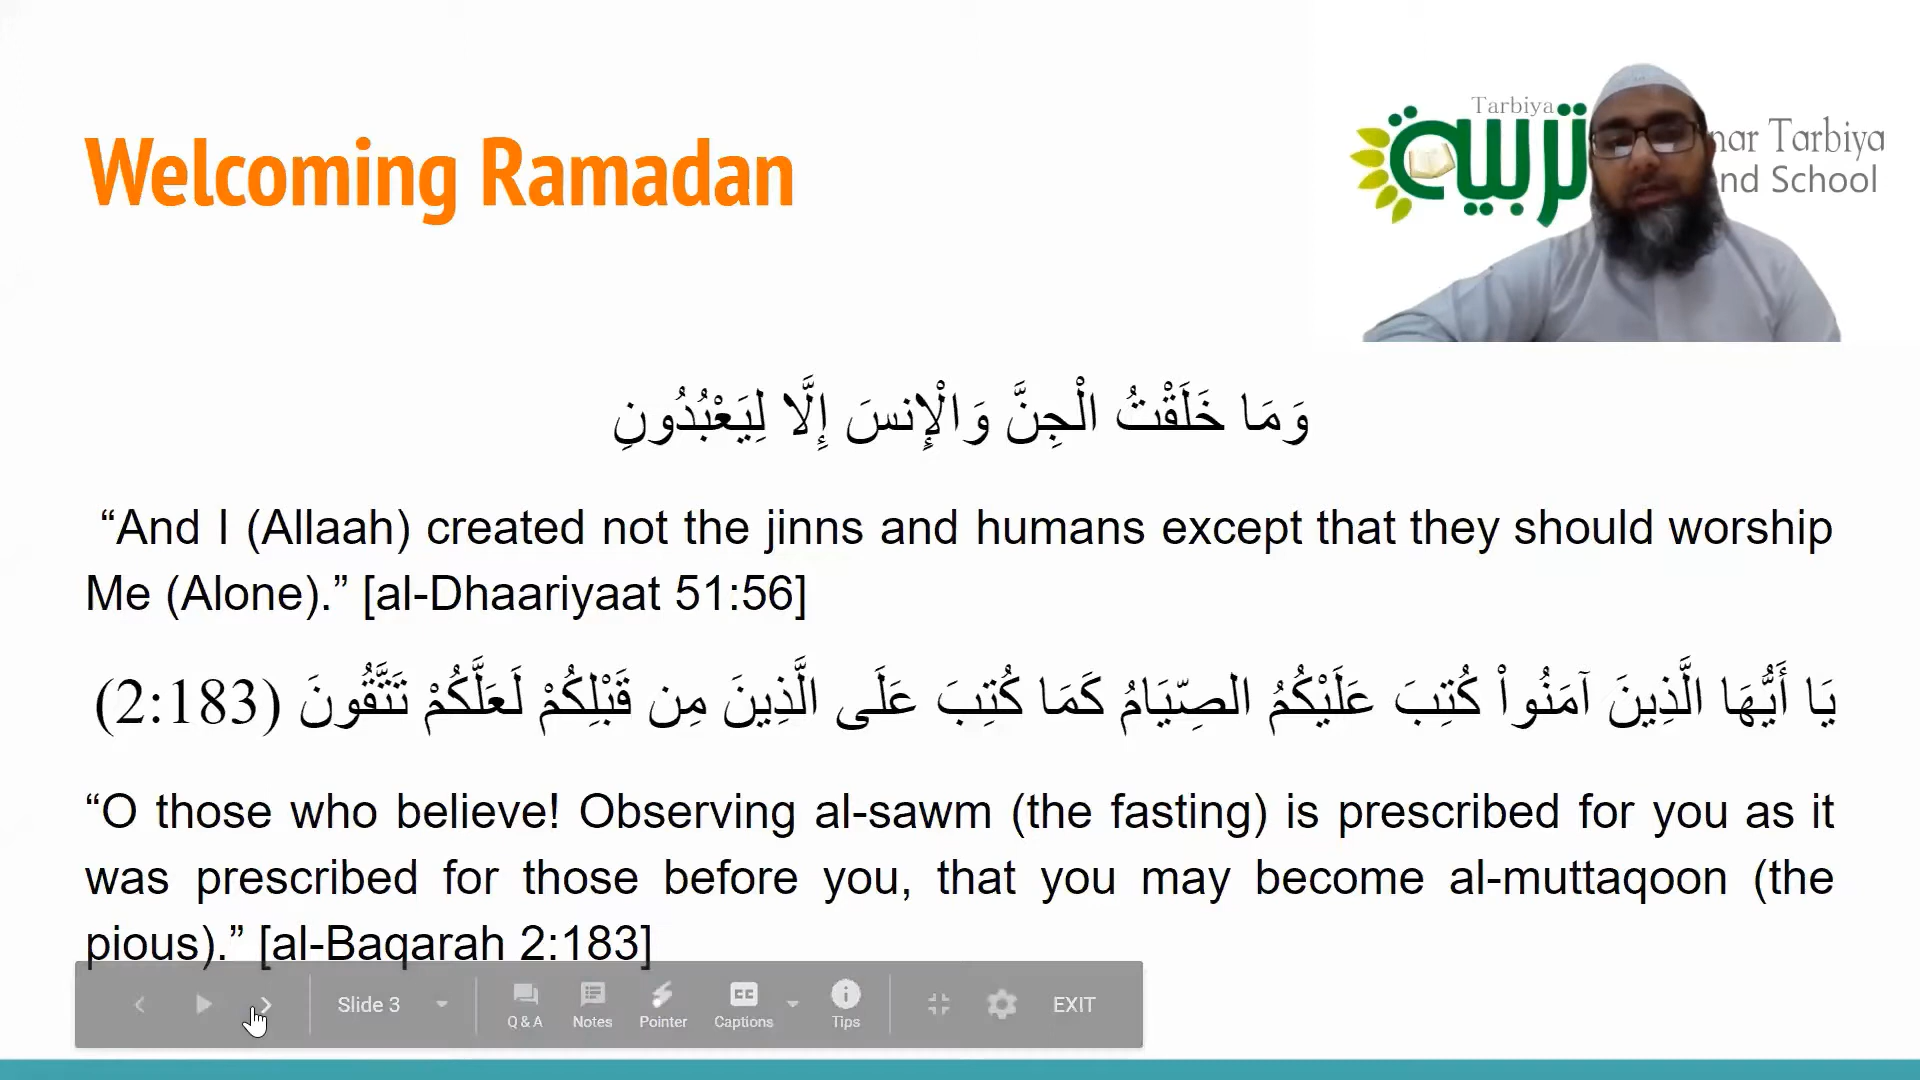 Welcoming Ramadan
Tarbiya
تربية
nar Tarbiya
nd School
وَمَا خَلَقْتُ الْجِنَّ وَالْإِنسَ إِلَّا لِيَعْبُدُونِ
“And I (Allaah) created not the jinns and humans except that they should worship
Me (Alone).” [al-Dhaariyaat 51:56]
يَا أَيُّهَا الَّذِينَ آمَنُواْ كُتِبَ عَلَيْكُمُ الصِّيَامُ كَمَا كُتِبَ عَلَى الَّذِينَ مِن قَبْلِكُمْ لَعَلَّكُمْ تَتَّقُونَ (2:183)
“O those who believe! Observing al-sawm (the fasting) is prescribed for you as it
was prescribed for those before you, that you may become al-muttaqoon (the
pious).” [al-Baqarah 2:183]
Slide 3
Q & A
Notes
Pointer
CC
Captions
Tips
EXIT